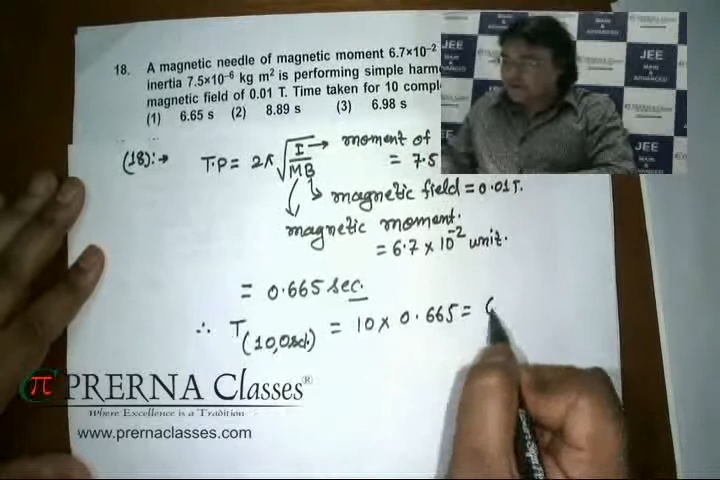 18. A magnetic needle of magnetic moment 6.7×10⁻²
inertia 7.5×10⁻⁶ kg m² is performing simple harm
magnetic field of 0.01 T. Time taken for 10 compl
(1) 6.65 s (2) 8.89 s (3) 6.98 s
(18):→ T.P = 2π √(I/MB) → moment of
= 7.5
magnetic field = 0.01T.
magnetic moment.
= 6.7 × 10⁻² unit.
= 0.665 sec.
∴ T(10,Oscl.) = 10 × 0.665 =
π PRERNA Classes®
Where Excellence is a Tradition
www.prernaclasses.com
JEE
MAIN
&
ADVANCED
JEE
MAIN
&
ADVANCED
JEE